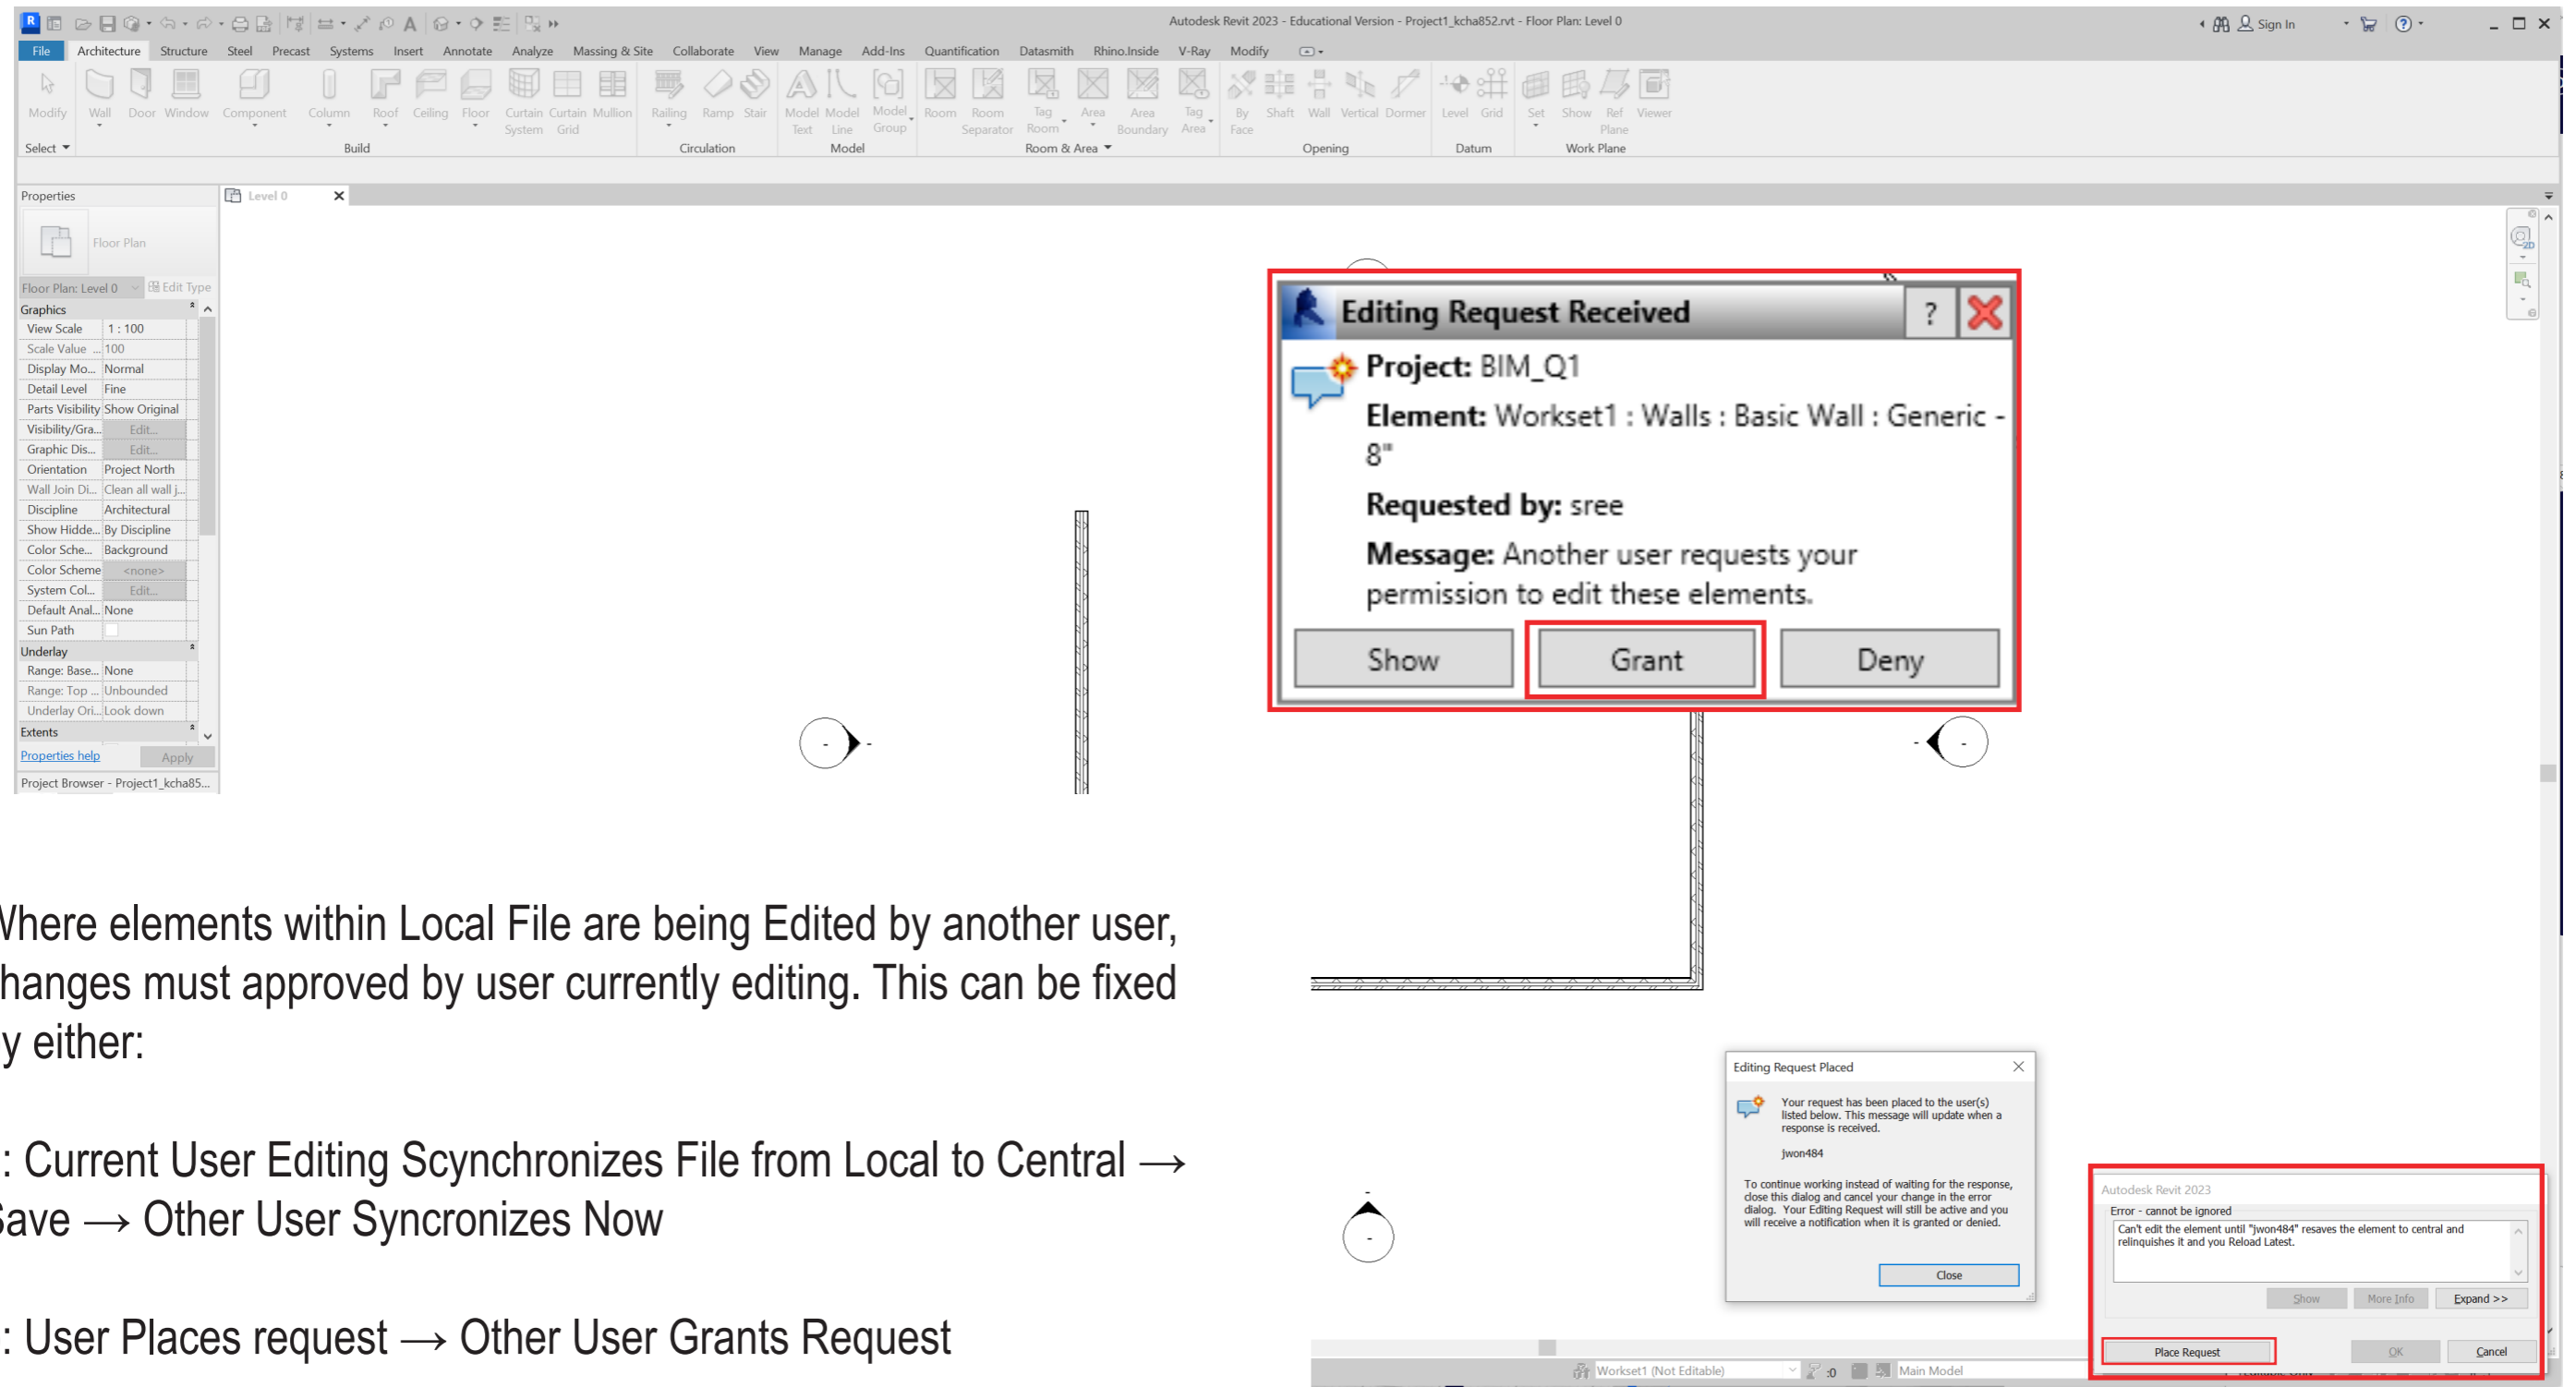 Autodesk Revit 2023 - Educational Version - Project1_kcha852.rvt - Floor Plan: Level 0
Sign In
File Architecture Structure Steel Precast Systems Insert Annotate Analyze Massing & Site Collaborate View Manage Add-Ins Quantification Datasmith Rhino.Inside V-Ray Modify
Modify Wall Door Window Component Column Roof Ceiling Floor Curtain System Curtain Grid Mullion Railing Ramp Stair Model Text Model Line Model Group Room Room Separator Tag Room Area Area Boundary Tag Area By Face Shaft Wall Vertical Dormer Level Grid Set Show Ref Plane Viewer
Select Build Circulation Model Room & Area Opening Datum Work Plane
Properties
Level 0
Floor Plan
Floor Plan: Level 0 Edit Type
Graphics
View Scale 1 : 100
Scale Value ... 100
Display Mo... Normal
Detail Level Fine
Parts Visibility Show Original
Visibility/Gra... Edit...
Graphic Dis... Edit...
Orientation Project North
Wall Join Di... Clean all wall j...
Discipline Architectural
Show Hidde... By Discipline
Color Sche... Background
Color Scheme <none>
System Col... Edit...
Default Anal... None
Sun Path
Underlay
Range: Base... None
Range: Top ... Unbounded
Underlay Ori... Look down
Extents
Properties help Apply
Project Browser - Project1_kcha85...
2D
Editing Request Received ?
Project: BIM_Q1
Element: Workset1 : Walls : Basic Wall : Generic -
8"
Requested by: sree
Message: Another user requests your
permission to edit these elements.
Show Grant Deny
Where elements within Local File are being Edited by another user,
hanges must approved by user currently editing. This can be fixed
y either:
: Current User Editing Scynchronizes File from Local to Central →
Save → Other User Syncronizes Now
: User Places request → Other User Grants Request
Editing Request Placed
Your request has been placed to the user(s)
listed below. This message will update when a
response is received.
jwon484
To continue working instead of waiting for the response,
close this dialog and cancel your change in the error
dialog. Your Editing Request will still be active and you
will receive a notification when it is granted or denied.
Close
Autodesk Revit 2023
Error - cannot be ignored
Can't edit the element until "jwon484" resaves the element to central and
relinquishes it and you Reload Latest.
Show More Info Expand >>
Place Request OK Cancel
Workset1 (Not Editable) :0 Main Model